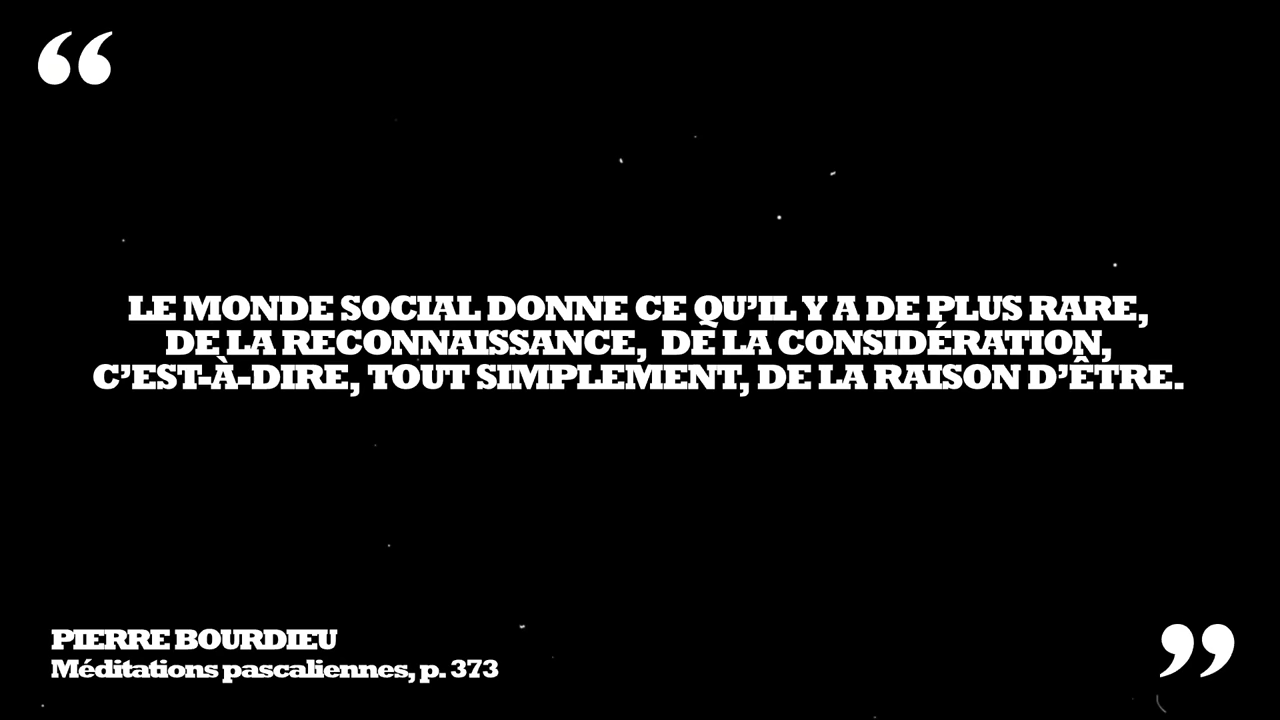 “
LE MONDE SOCIAL DONNE CE QU’IL Y A DE PLUS RARE,
DE LA RECONNAISSANCE, DE LA CONSIDÉRATION,
C’EST-À-DIRE, TOUT SIMPLEMENT, DE LA RAISON D’ÊTRE.
PIERRE BOURDIEU
Méditations pascaliennes, p. 373
”